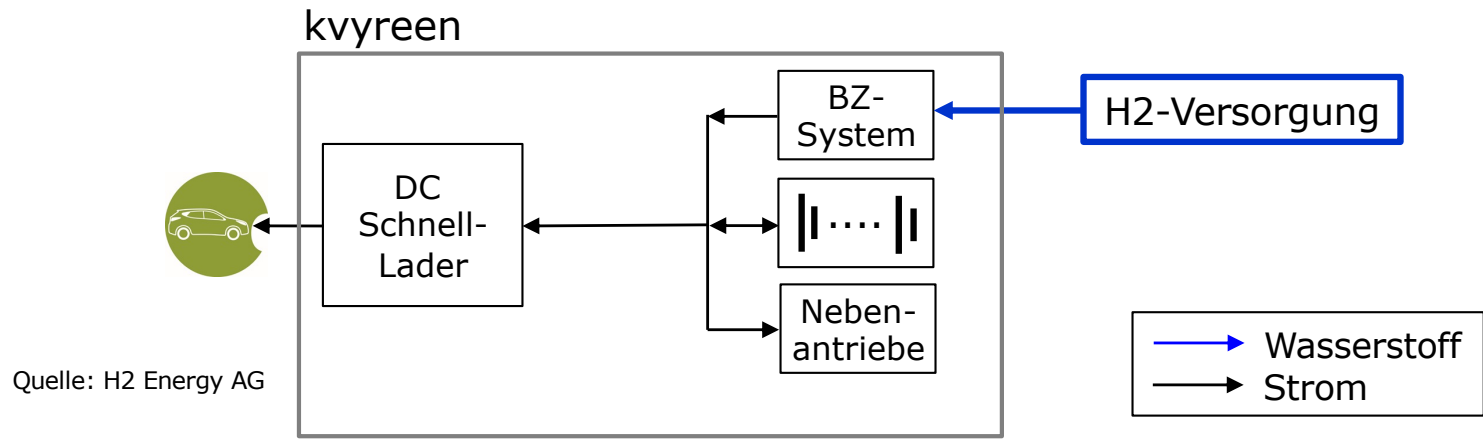 kvyreen
BZ-
System
H2-Versorgung
DC
Schnell-
Lader
Neben-
antriebe
Wasserstoff
Strom
Quelle: H2 Energy AG